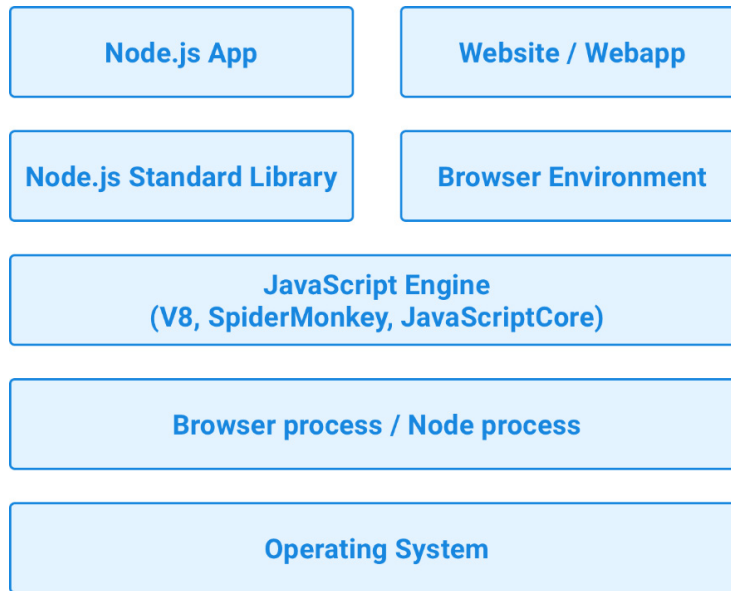 Node.js App
Website / Webapp
Node.js Standard Library
Browser Environment
JavaScript Engine
(V8, SpiderMonkey, JavaScriptCore)
Browser process / Node process
Operating System